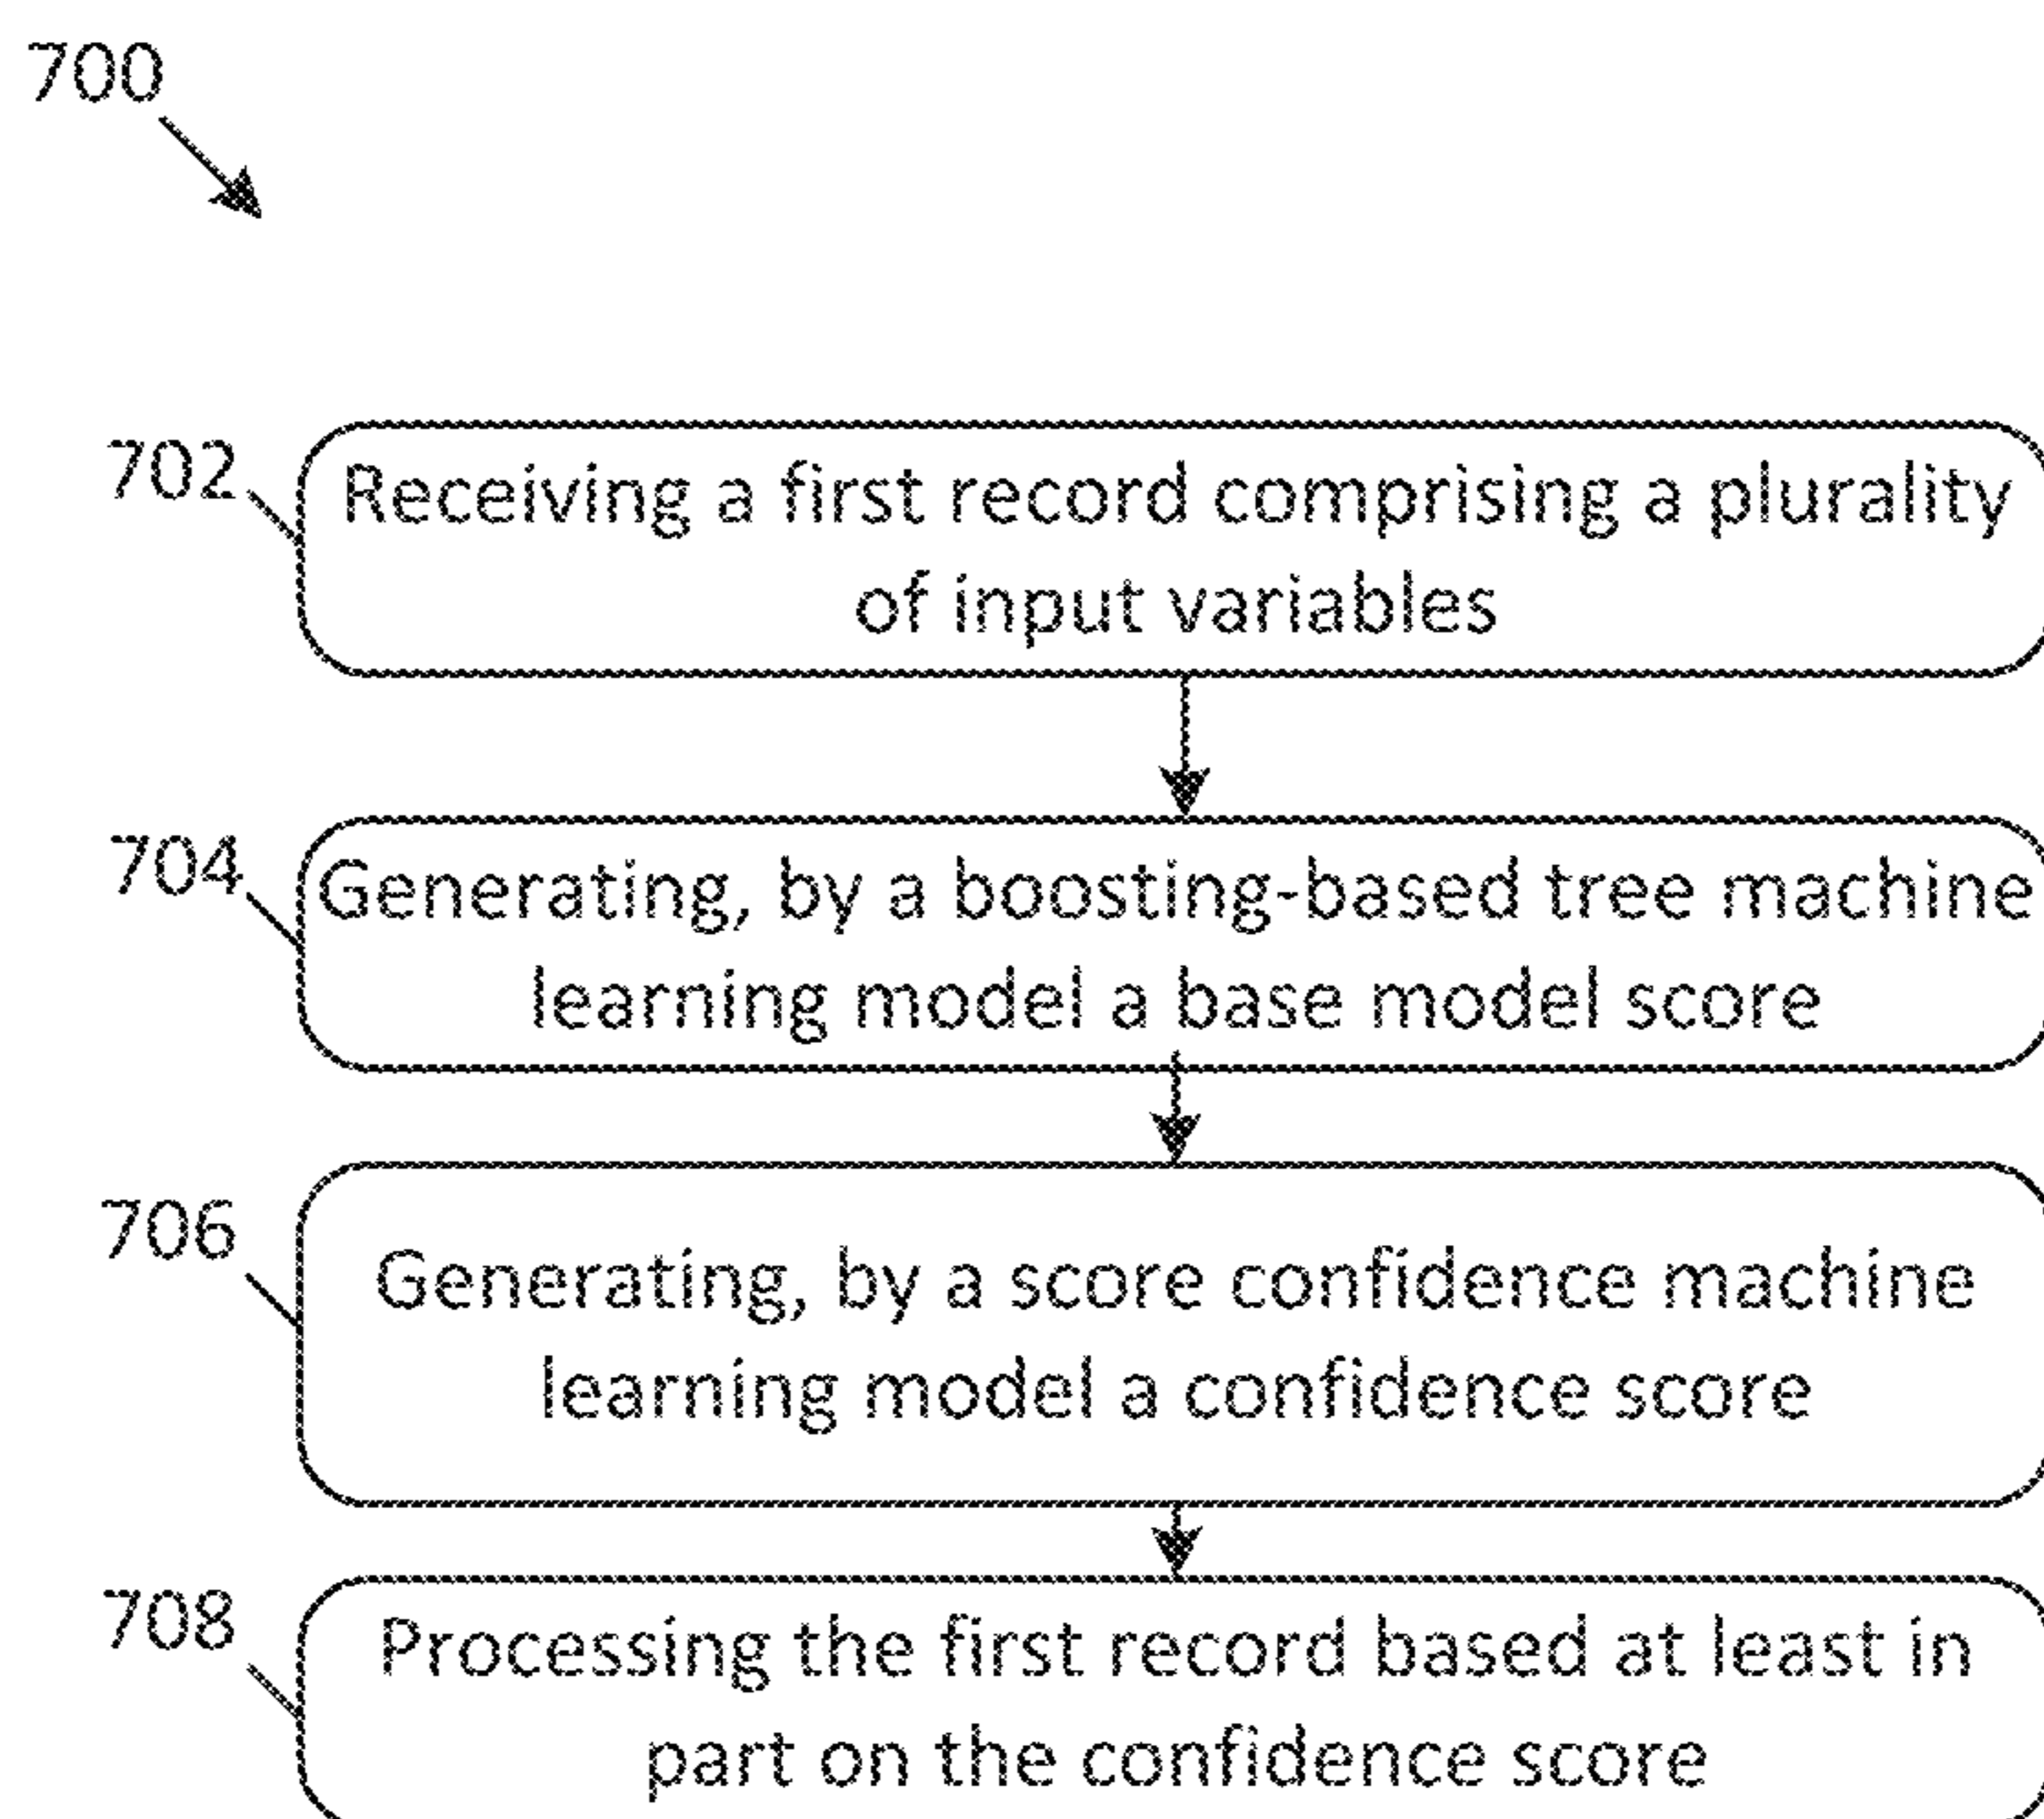 700
702
Receiving a first record comprising a plurality
of input variables
704
Generating, by a boosting-based tree machine
learning model a base model score
706
Generating, by a score confidence machine
learning model a confidence score
708
Processing the first record based at least in
part on the confidence score